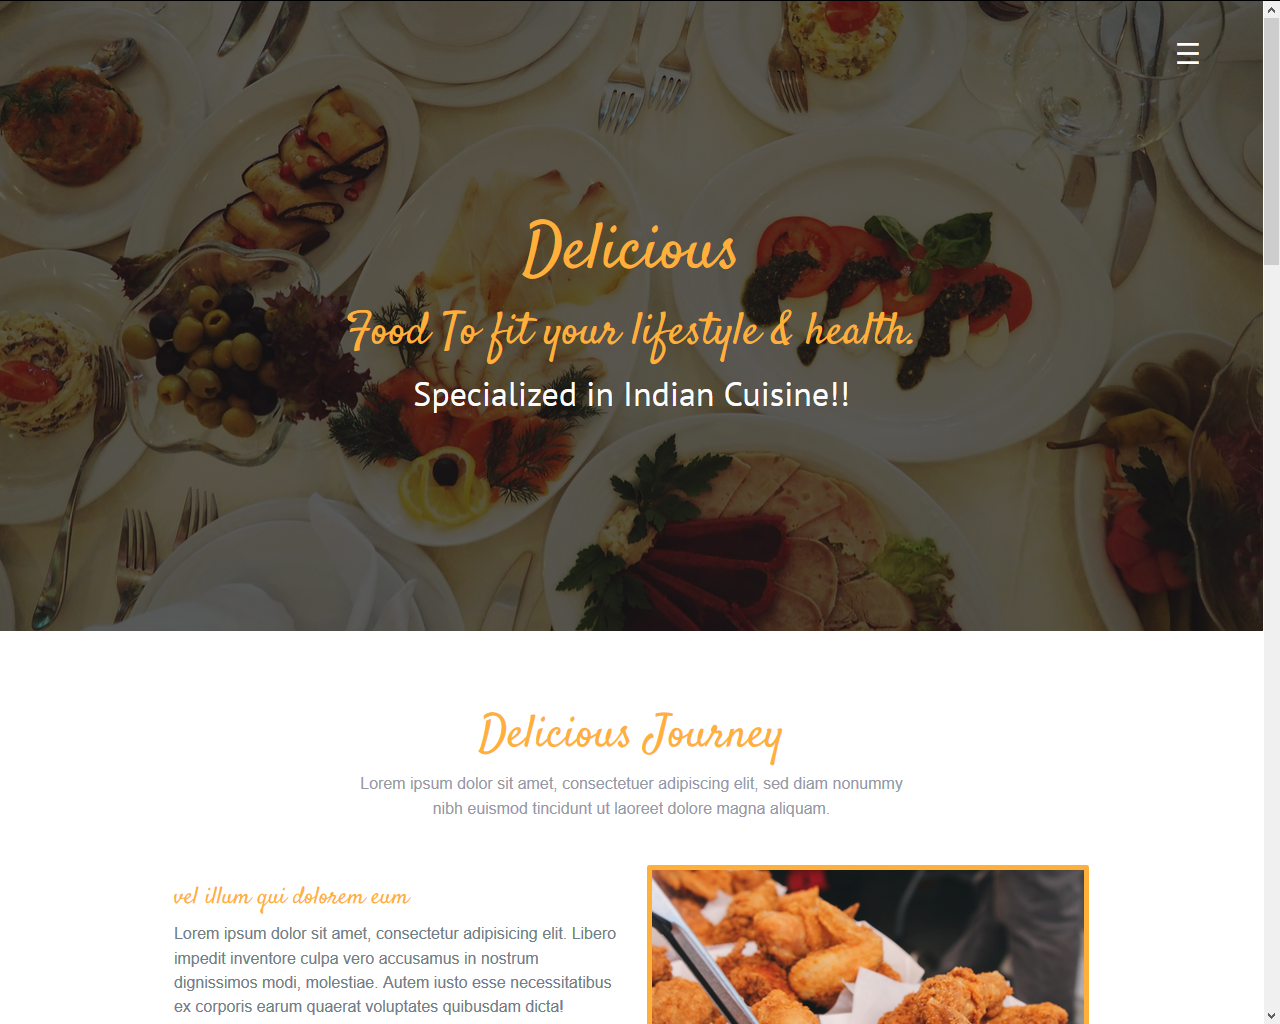 Delicious
Food To fit your lifestyle & health.
Specialized in Indian Cuisine!!
Delicious Journey
Lorem ipsum dolor sit amet, consectetuer adipiscing elit, sed diam nonummy
nibh euismod tincidunt ut laoreet dolore magna aliquam.
vel illum qui dolorem eum
Lorem ipsum dolor sit amet, consectetur adipisicing elit. Libero
impedit inventore culpa vero accusamus in nostrum
dignissimos modi, molestiae. Autem iusto esse necessitatibus
ex corporis earum quaerat voluptates quibusdam dicta!